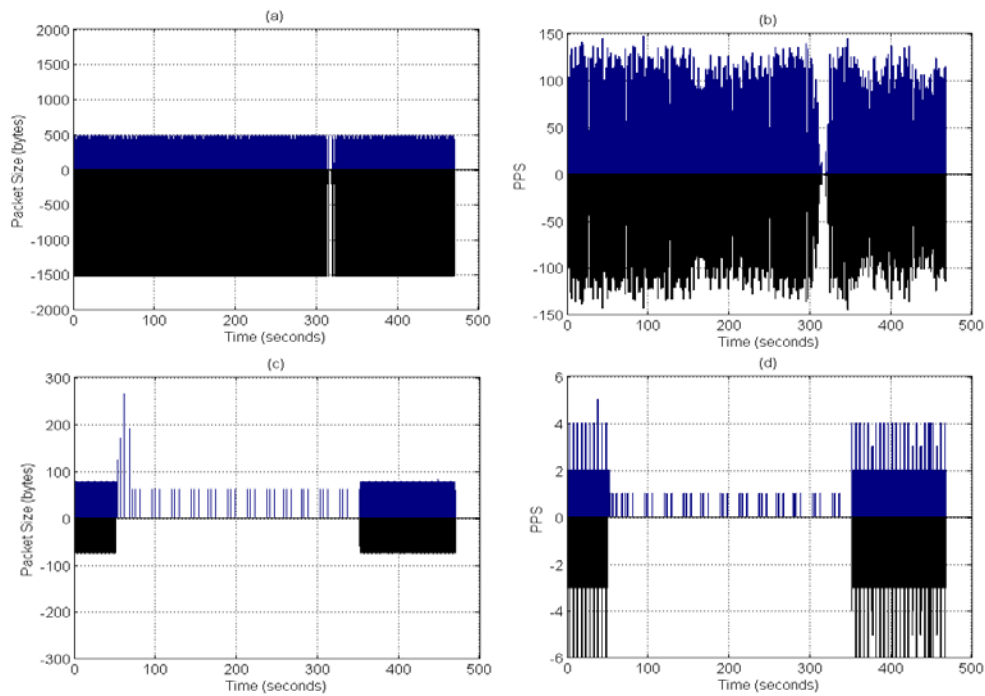 (a)
2000
1500
1000
500
0
-500
-1000
-1500
-2000
Packet Size (bytes)
0 100 200 300 400 500
Time (seconds)
(b)
150
100
50
0
-50
-100
-150
PPS
0 100 200 300 400 500
Time (seconds)
(c)
300
200
100
0
-100
-200
-300
Packet Size (bytes)
0 100 200 300 400 500
Time (seconds)
(d)
6
4
2
0
-2
-4
-6
PPS
0 100 200 300 400 500
Time (seconds)